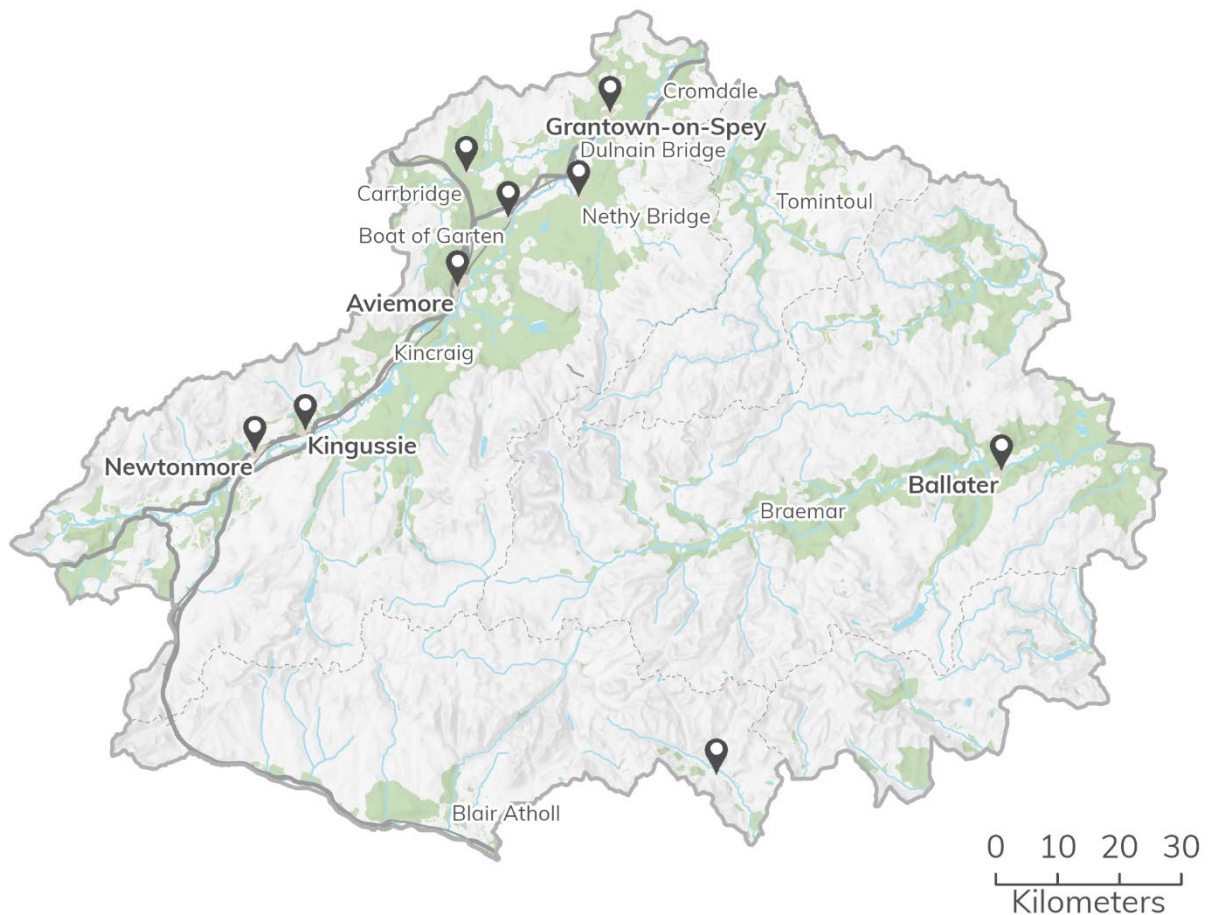 Cromdale
Grantown-on-Spey
Dulnain Bridge
Carrbridge
Nethy Bridge
Tomintoul
Boat of Garten
Aviemore
Kincraig
Kingussie
Newtonmore
Ballater
Braemar
Blair Atholl
0 10 20 30
Kilometers